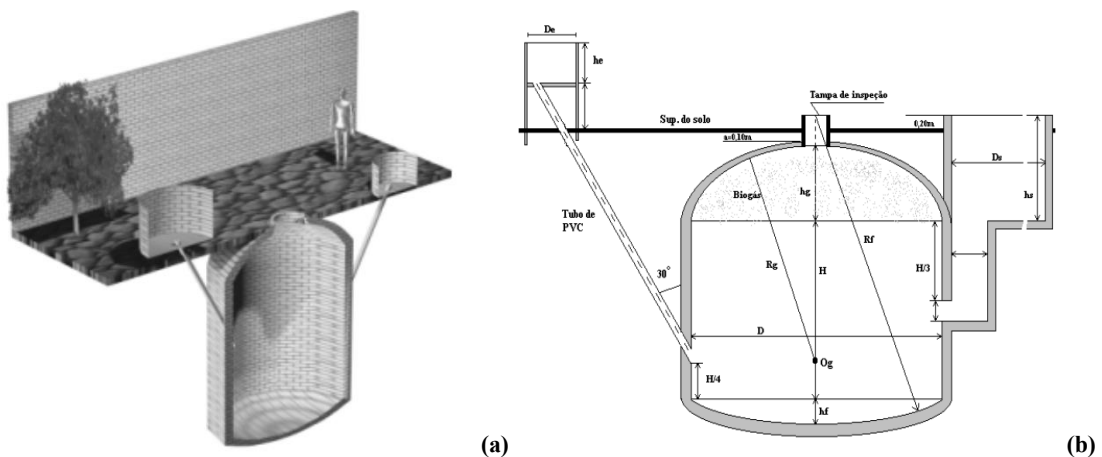 De
he
Tampa de inspeção
Sup. do solo
0,20m
a=0,10m
Ds
hs
Biogás
hg
Tubo de
PVC
Rf
Rg
H
H/3
30°
D
Og
H/4
hf
(a)
(b)